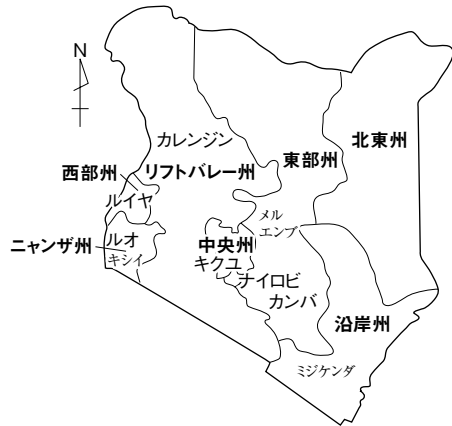 N
カレンジン
北東州
西部州
リフトバレー州
東部州
ルイヤ
メル
エンブ
ニャンザ州
ルオ
キシイ
中央州
キクユ
ナイロビ
カンバ
沿岸州
ミジケンダ